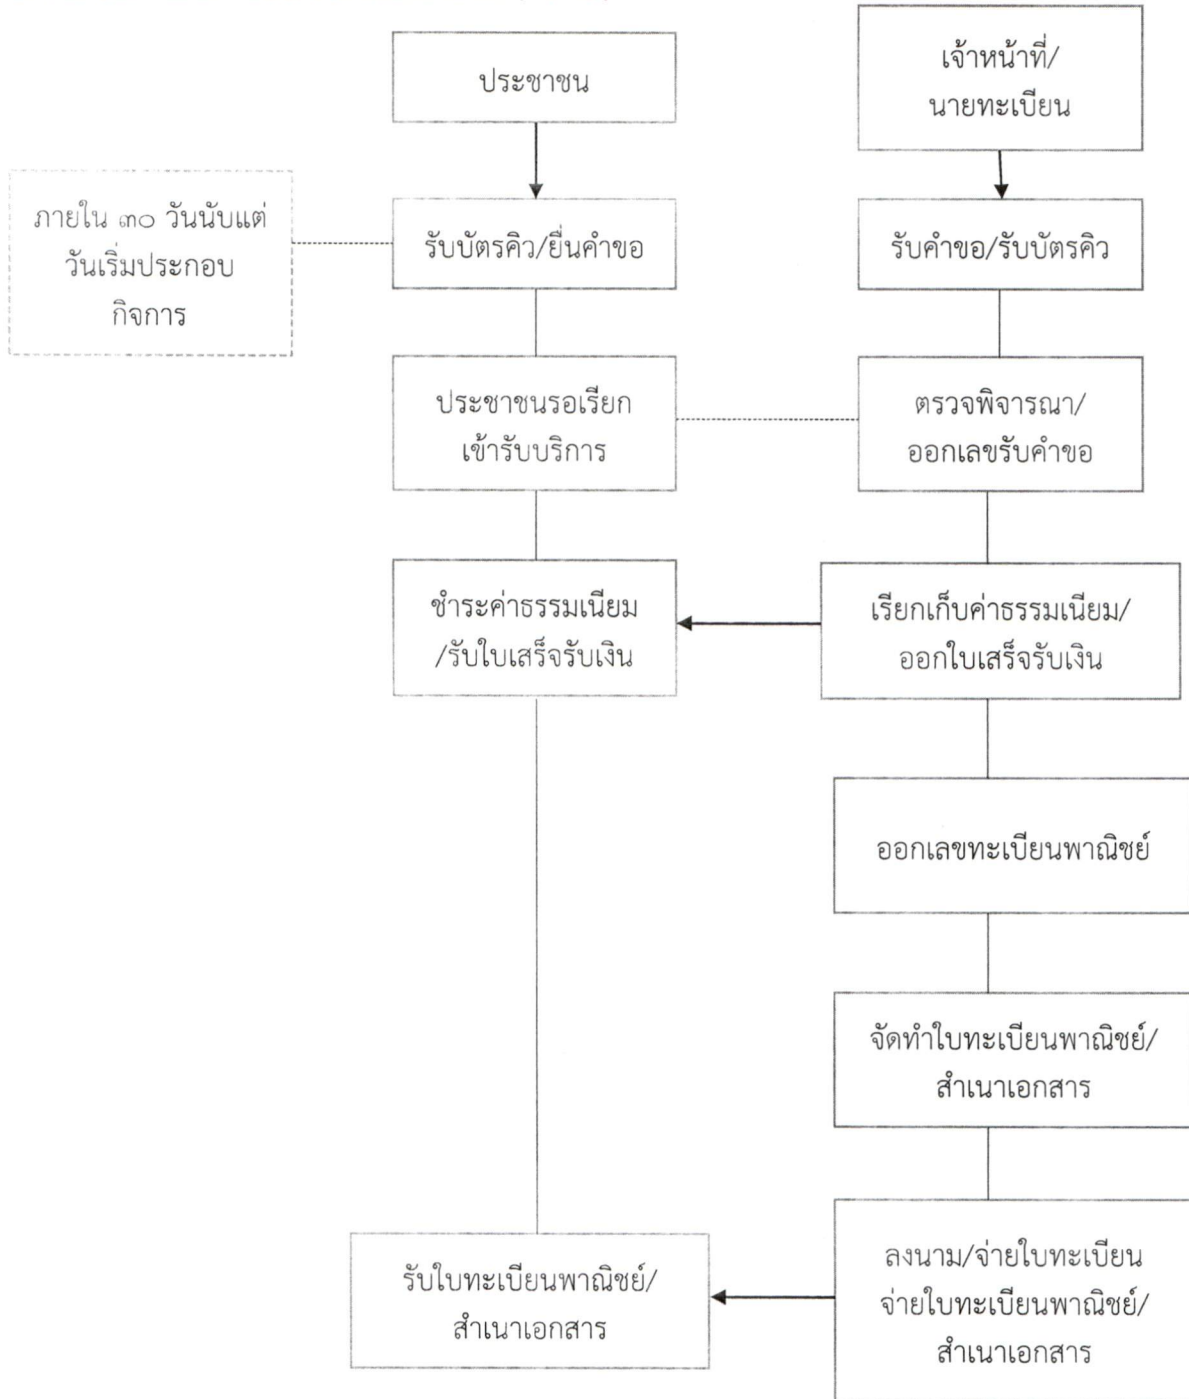 ประชาชน
เจ้าหน้าที่/
นายทะเบียน
ภายใน ๓๐ วันนับแต่
วันเริ่มประกอบ
กิจการ
รับบัตรคิว/ยื่นคำขอ
รับคำขอ/รับบัตรคิว
ประชาชนรอเรียก
เข้ารับบริการ
ตรวจพิจารณา/
ออกเลขรับคำขอ
ชำระค่าธรรมเนียม
/รับใบเสร็จรับเงิน
เรียกเก็บค่าธรรมเนียม/
ออกใบเสร็จรับเงิน
ออกเลขทะเบียนพาณิชย์
จัดทำใบทะเบียนพาณิชย์/
สำเนาเอกสาร
รับใบทะเบียนพาณิชย์/
สำเนาเอกสาร
ลงนาม/จ่ายใบทะเบียน
จ่ายใบทะเบียนพาณิชย์/
สำเนาเอกสาร